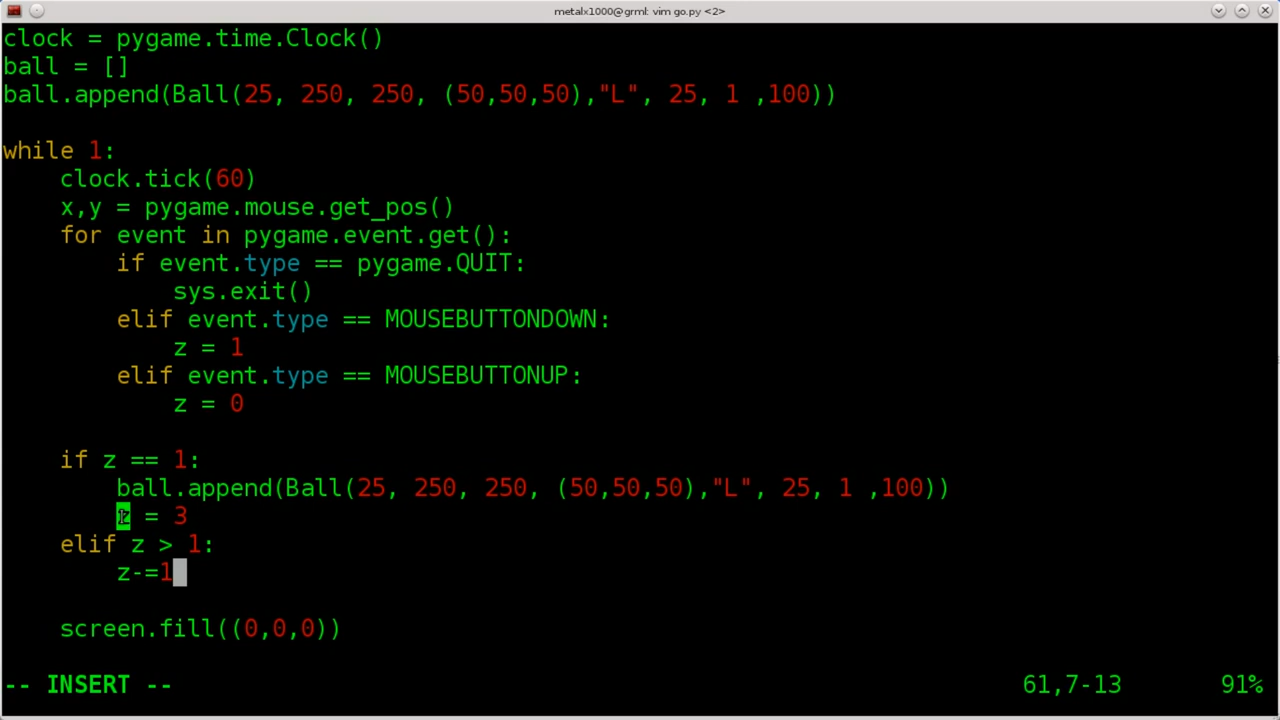 metalx1000@grml: vim go.py <2>
clock = pygame.time.Clock()
ball = []
ball.append(Ball(25, 250, 250, (50,50,50),"L", 25, 1 ,100))
while 1:
    clock.tick(60)
    x,y = pygame.mouse.get_pos()
    for event in pygame.event.get():
        if event.type == pygame.QUIT:
            sys.exit()
        elif event.type == MOUSEBUTTONDOWN:
            z = 1
        elif event.type == MOUSEBUTTONUP:
            z = 0
    if z == 1:
        ball.append(Ball(25, 250, 250, (50,50,50),"L", 25, 1 ,100))
        z = 3
    elif z > 1:
        z-=1
    screen.fill((0,0,0))
-- INSERT -- 61,7-13 91%